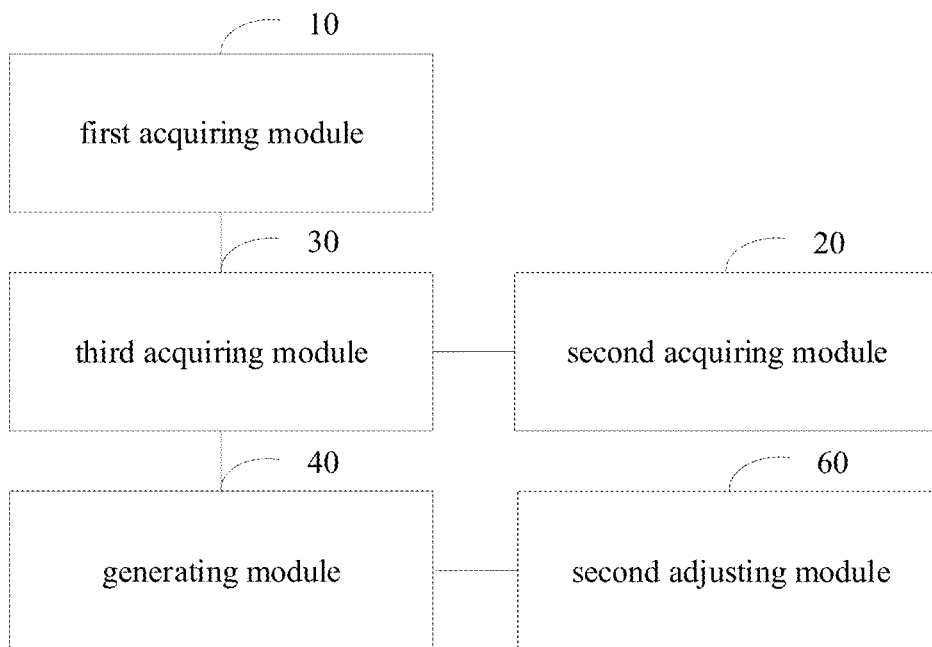 10
first acquiring module
30
20
third acquiring module
second acquiring module
40
60
generating module
second adjusting module